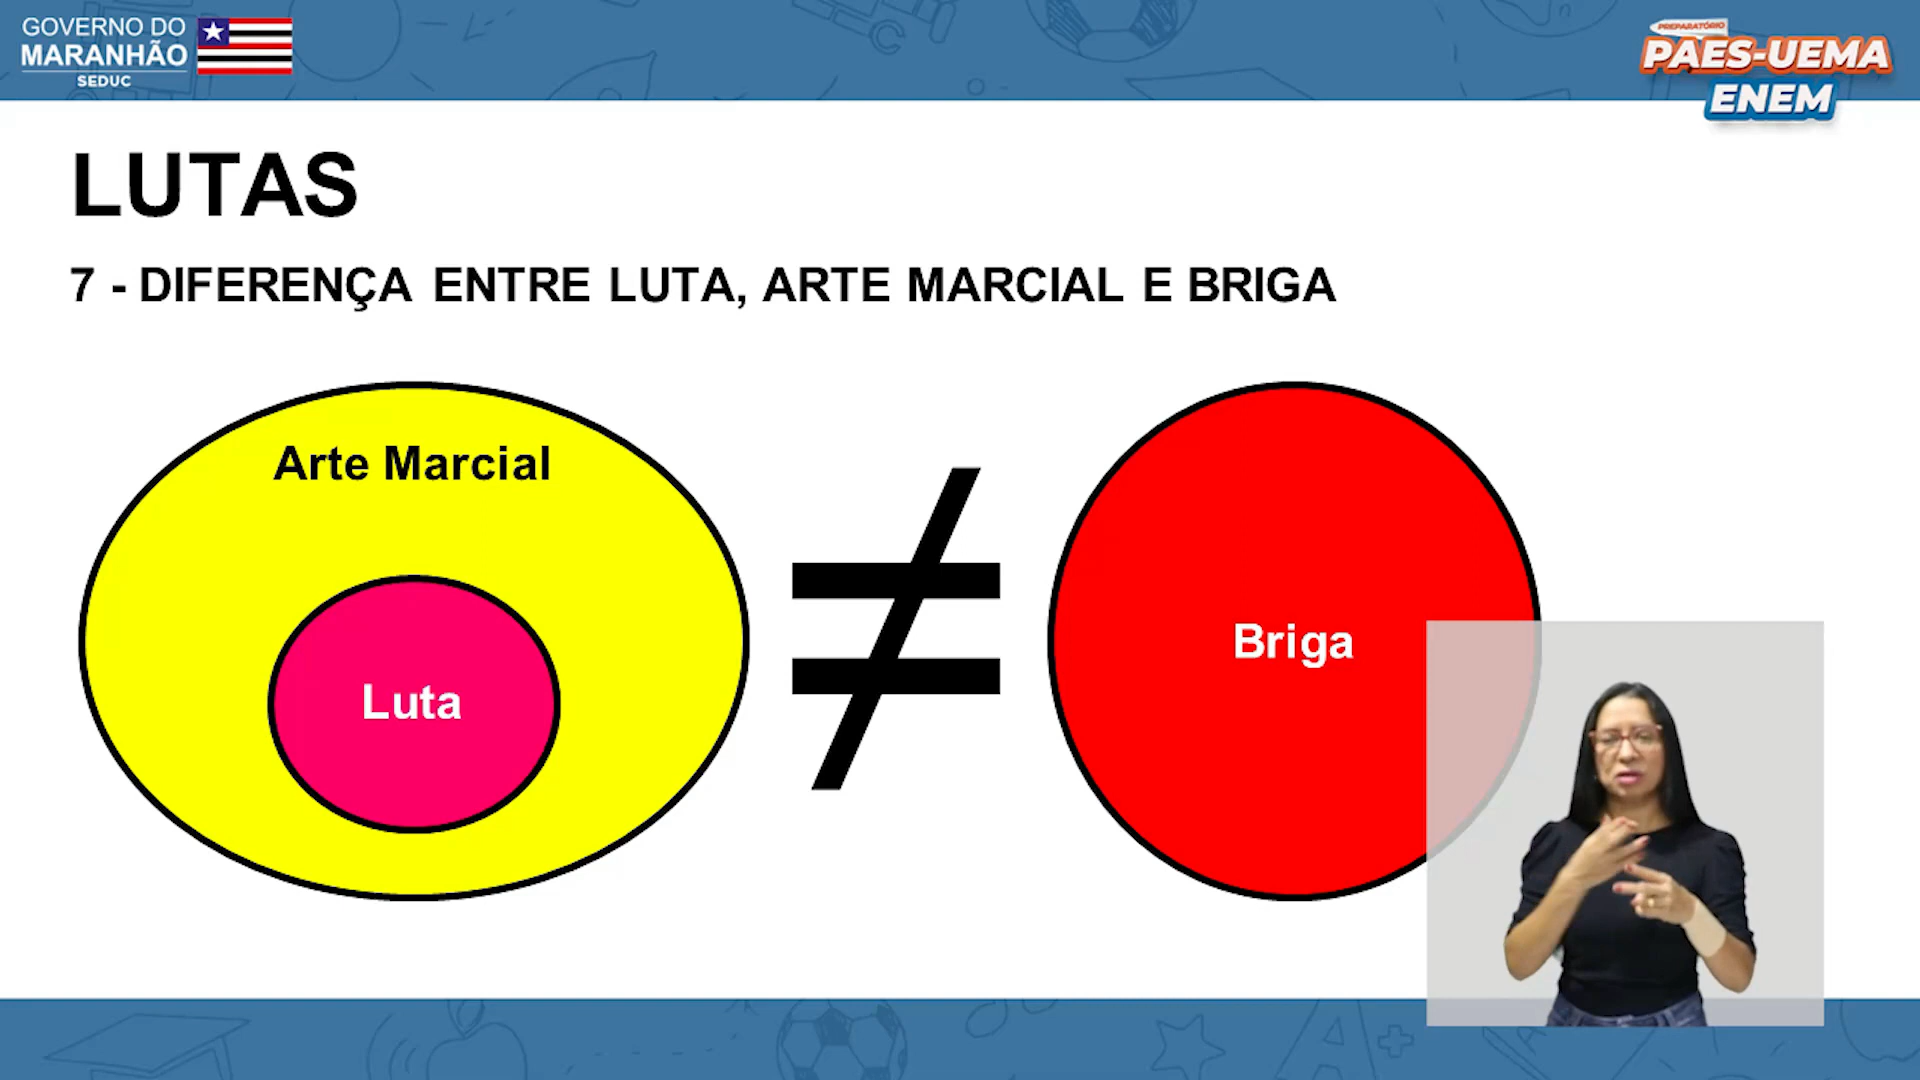 GOVERNO DO
MARANHÃO
SEDUC
PREPARATÓRIO
PAES-UEMA
ENEM
LUTAS
7 - DIFERENÇA ENTRE LUTA, ARTE MARCIAL E BRIGA
Arte Marcial
Luta
≠
Briga